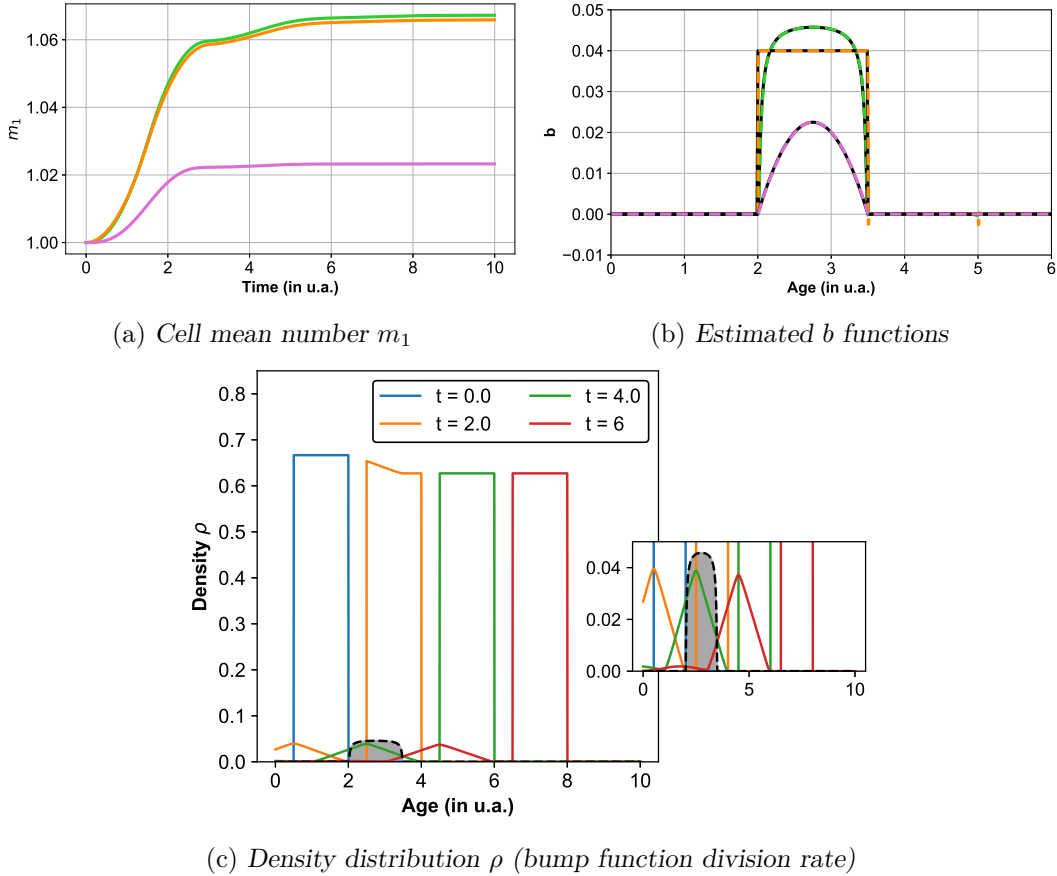 1.06
1.04
1.02
1.00
m₁
0 2 4 6 8 10
Time (in u.a.)
(a) Cell mean number m₁
0.05
0.04
0.03
0.02
0.01
0.00
−0.01
b
0 1 2 3 4 5 6
Age (in u.a.)
(b) Estimated b functions
t = 0.0 t = 4.0
t = 2.0 t = 6
0.8
0.7
0.6
0.5
0.4
0.3
0.2
0.1
0.0
Density ρ
0 2 4 6 8 10
Age (in u.a.)
0.04
0.02
0.00
0 5 10
(c) Density distribution ρ (bump function division rate)